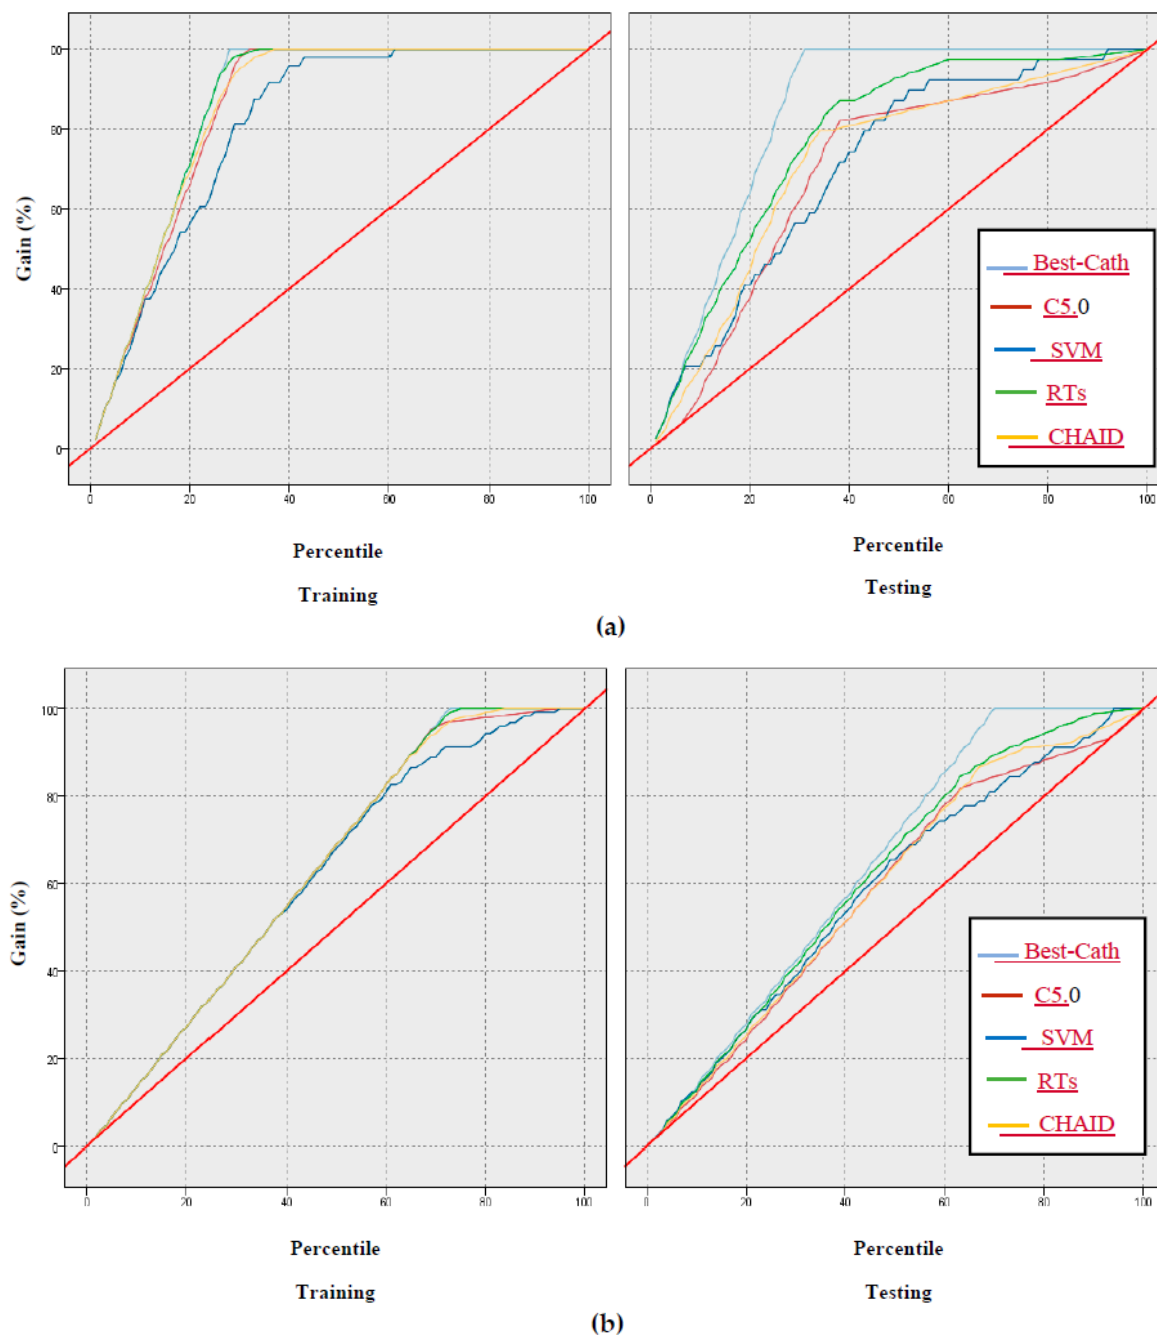 00
80
60
40
20
0
Gain (%)
0 20 40 60 80 100
0 20 40 60 80 100
Best-Cath
C5.0
SVM
RTs
CHAID
Percentile
Training
Percentile
Testing
(a)
100
80
60
40
20
0
Gain (%)
0 20 40 60 80 100
0 20 40 60 80 100
Best-Cath
C5.0
SVM
RTs
CHAID
Percentile
Training
Percentile
Testing
(b)